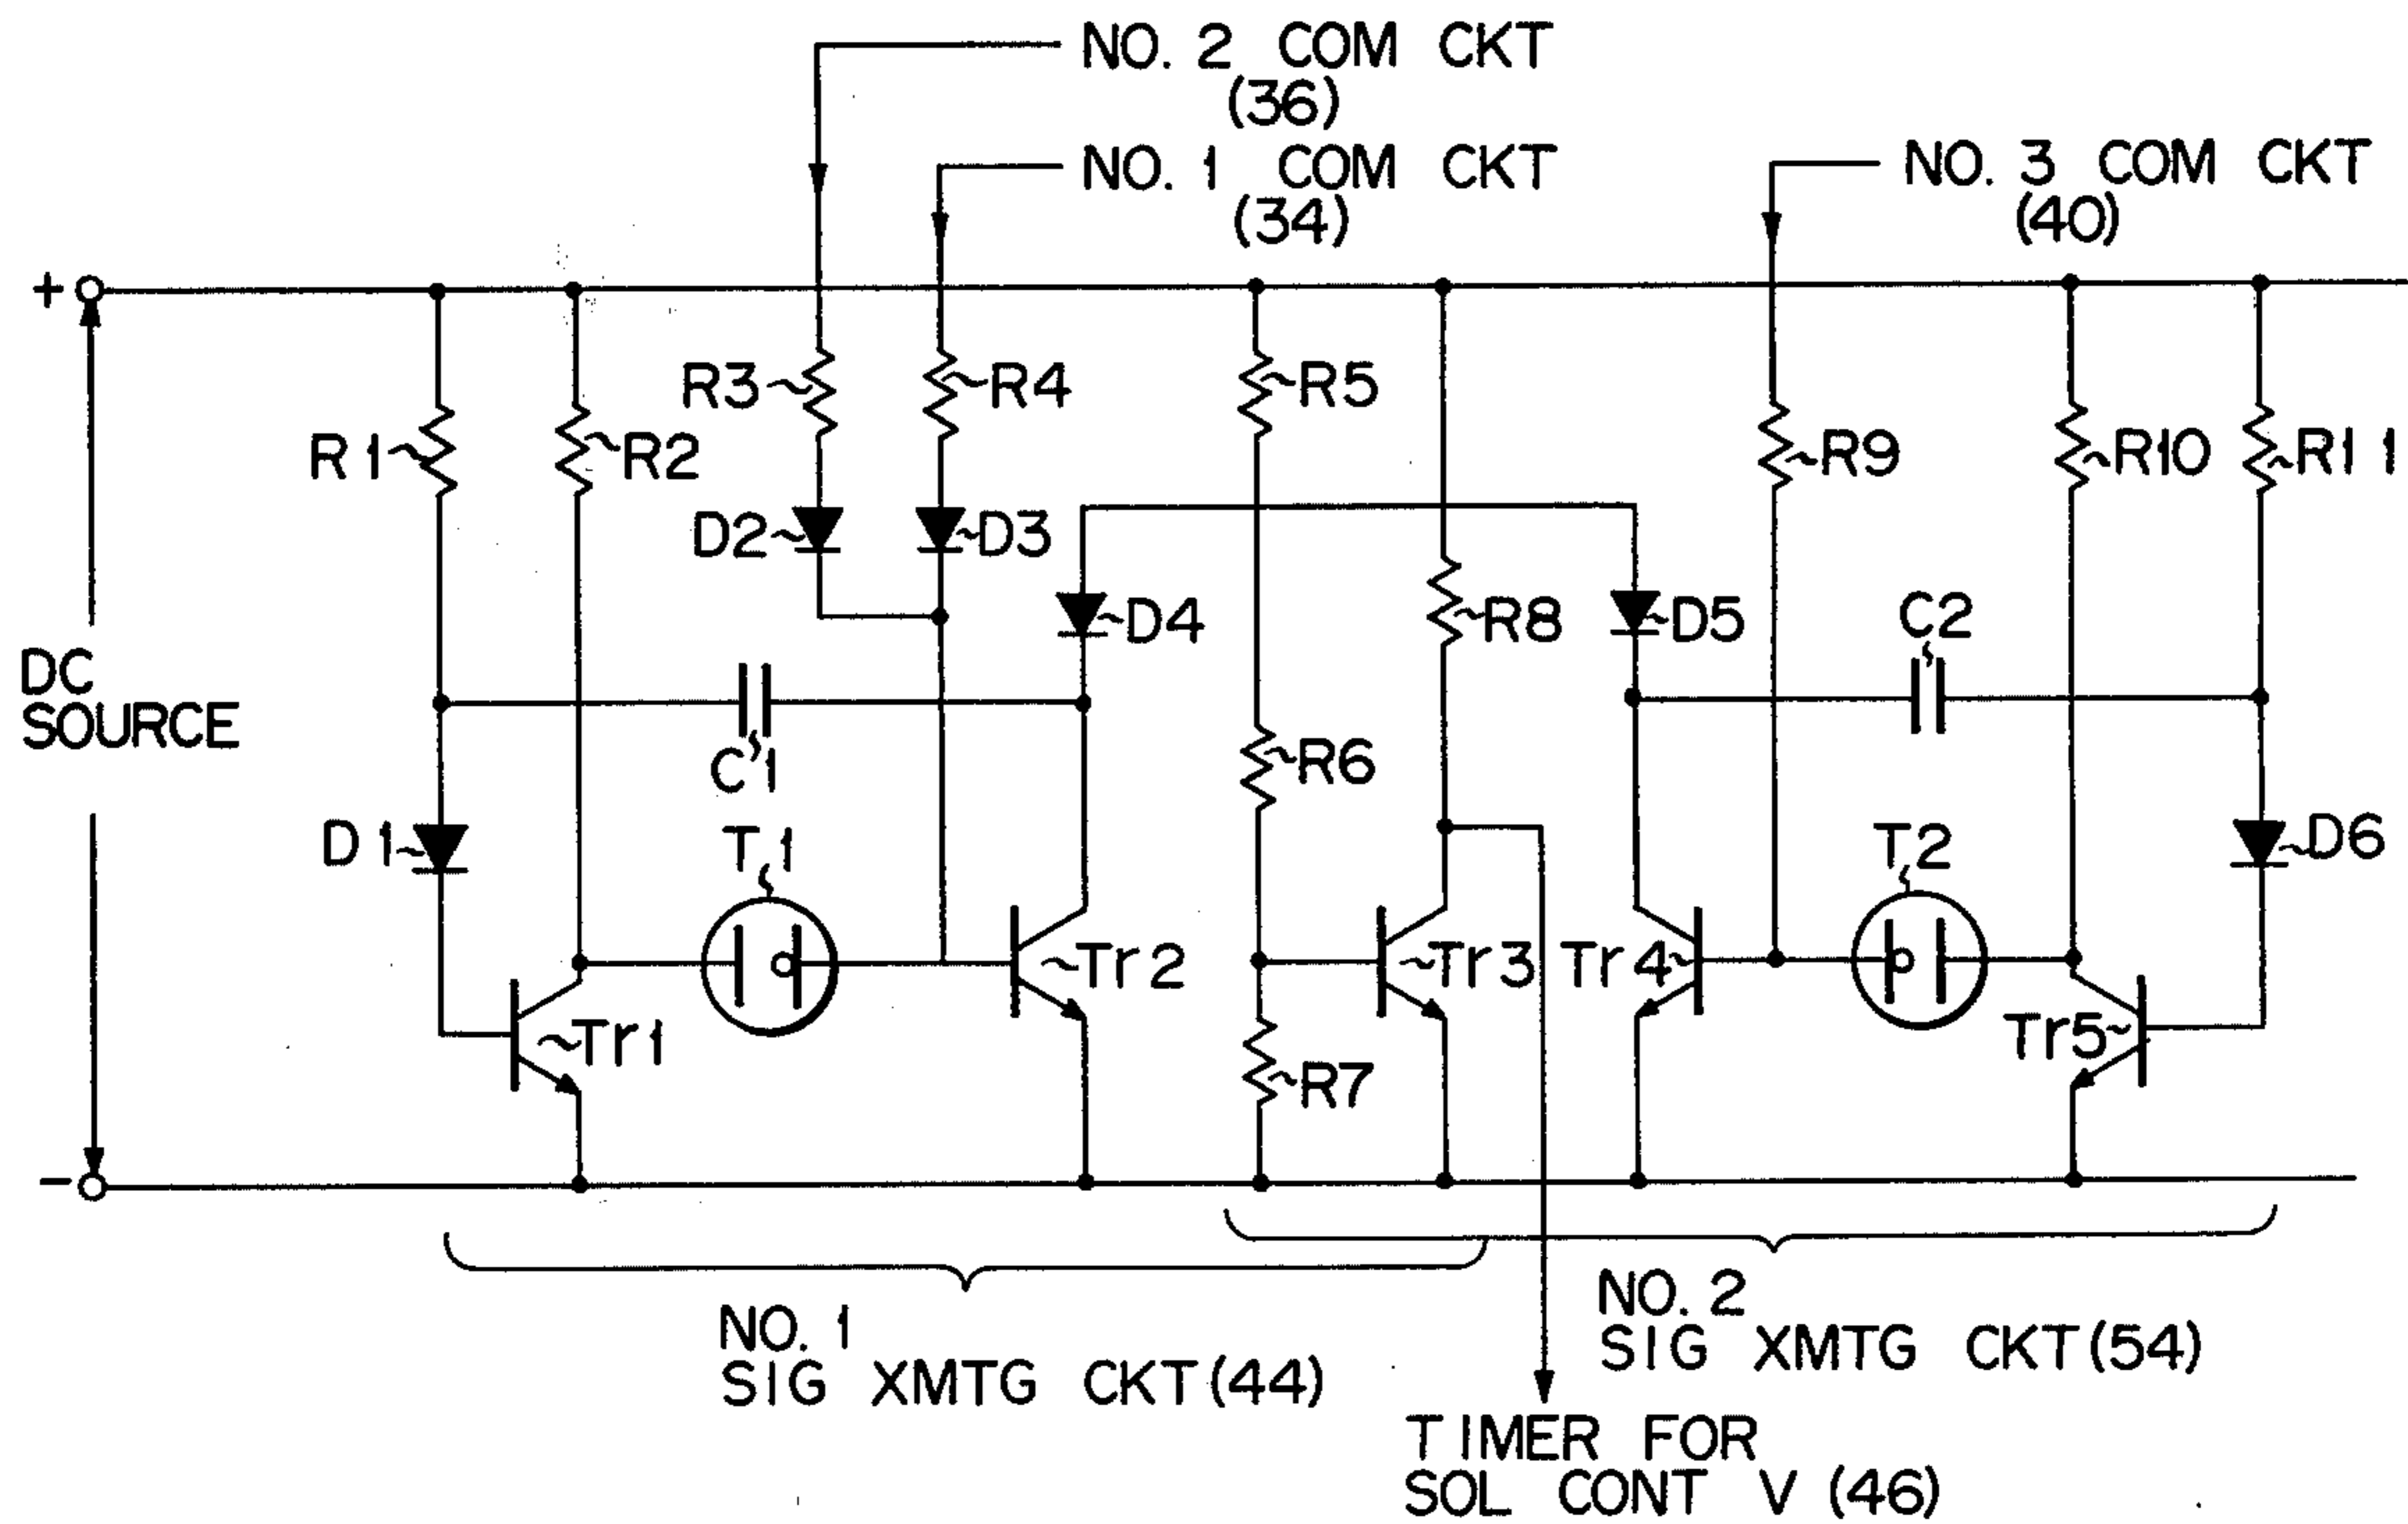 NO. 2 COM CKT
(36)
NO. 1 COM CKT
(34)
NO. 3 COM CKT
(40)
+
R3
R4
R5
R1
R2
R9
R10
R11
D2
D3
D4
R8
D5
C2
DC
SOURCE
C1
R6
D1
T1
T2
D6
Tr2
Tr3
Tr4
Tr1
Tr5
R7
-
NO. 1
SIG XMTG CKT(44)
NO. 2
SIG XMTG CKT(54)
TIMER FOR
SOL CONT V (46)